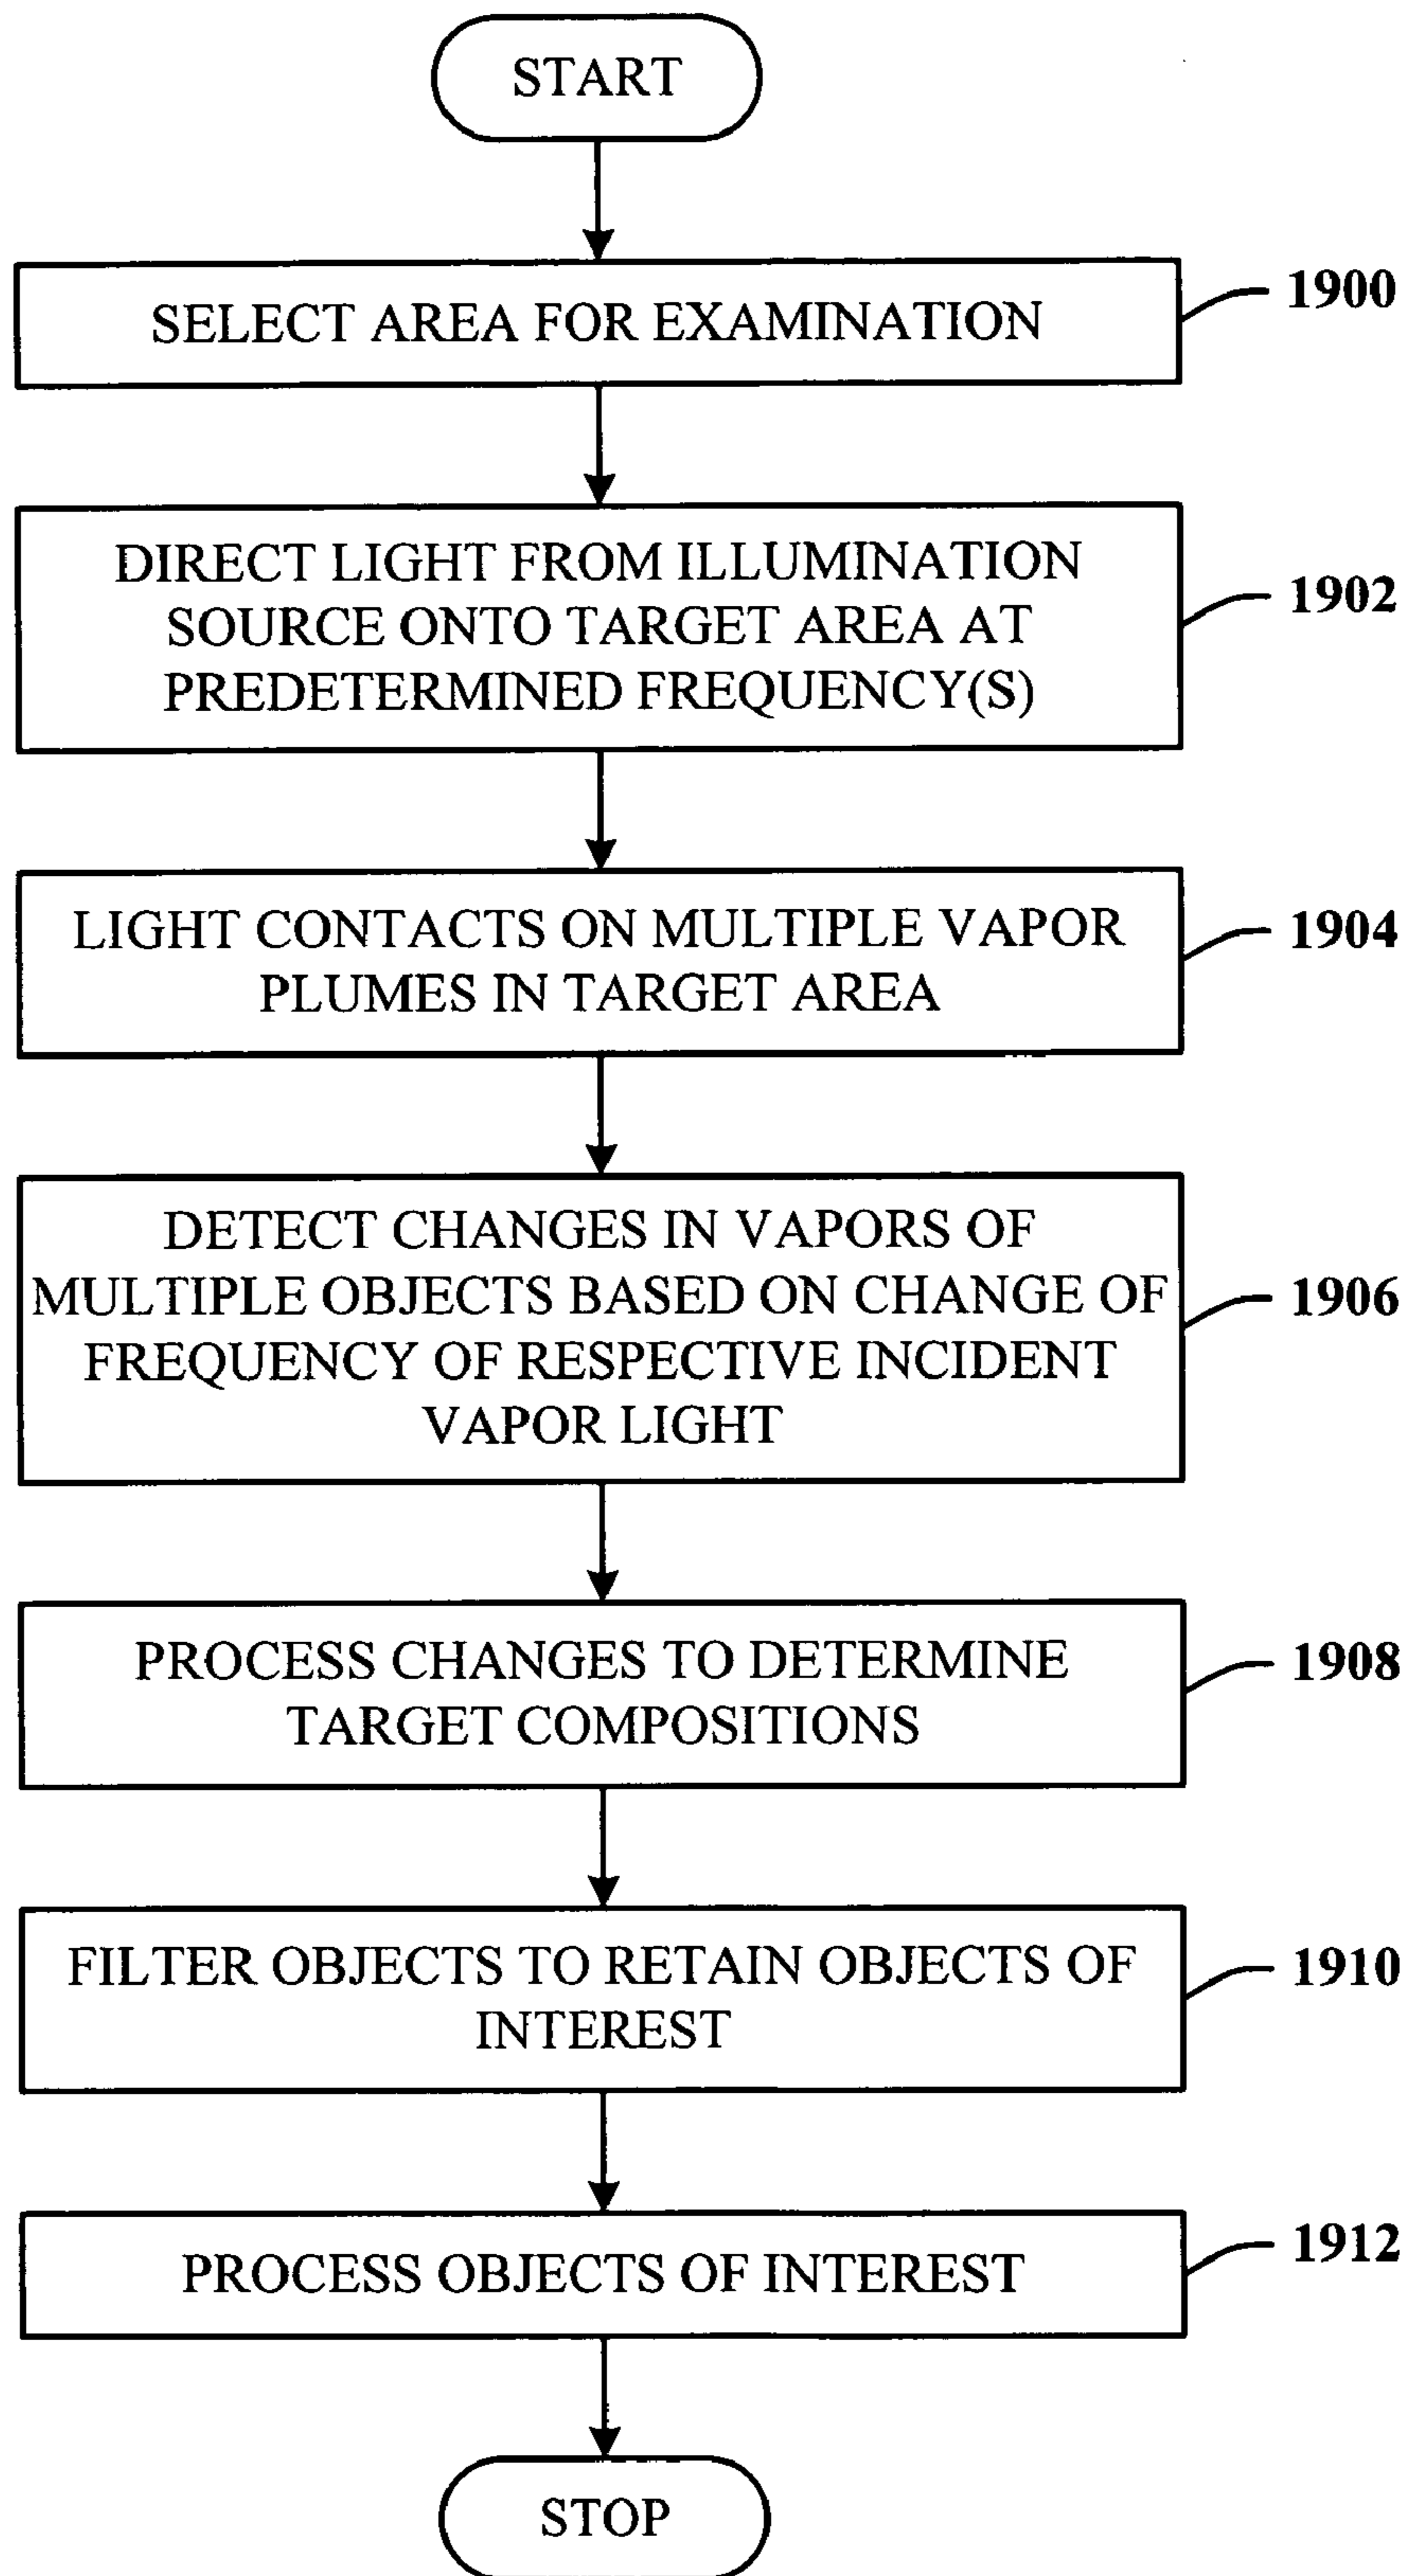 START
SELECT AREA FOR EXAMINATION
1900
DIRECT LIGHT FROM ILLUMINATION
SOURCE ONTO TARGET AREA AT
PREDETERMINED FREQUENCY(S)
1902
LIGHT CONTACTS ON MULTIPLE VAPOR
PLUMES IN TARGET AREA
1904
DETECT CHANGES IN VAPORS OF
MULTIPLE OBJECTS BASED ON CHANGE OF
FREQUENCY OF RESPECTIVE INCIDENT
VAPOR LIGHT
1906
PROCESS CHANGES TO DETERMINE
TARGET COMPOSITIONS
1908
FILTER OBJECTS TO RETAIN OBJECTS OF
INTEREST
1910
PROCESS OBJECTS OF INTEREST
1912
STOP